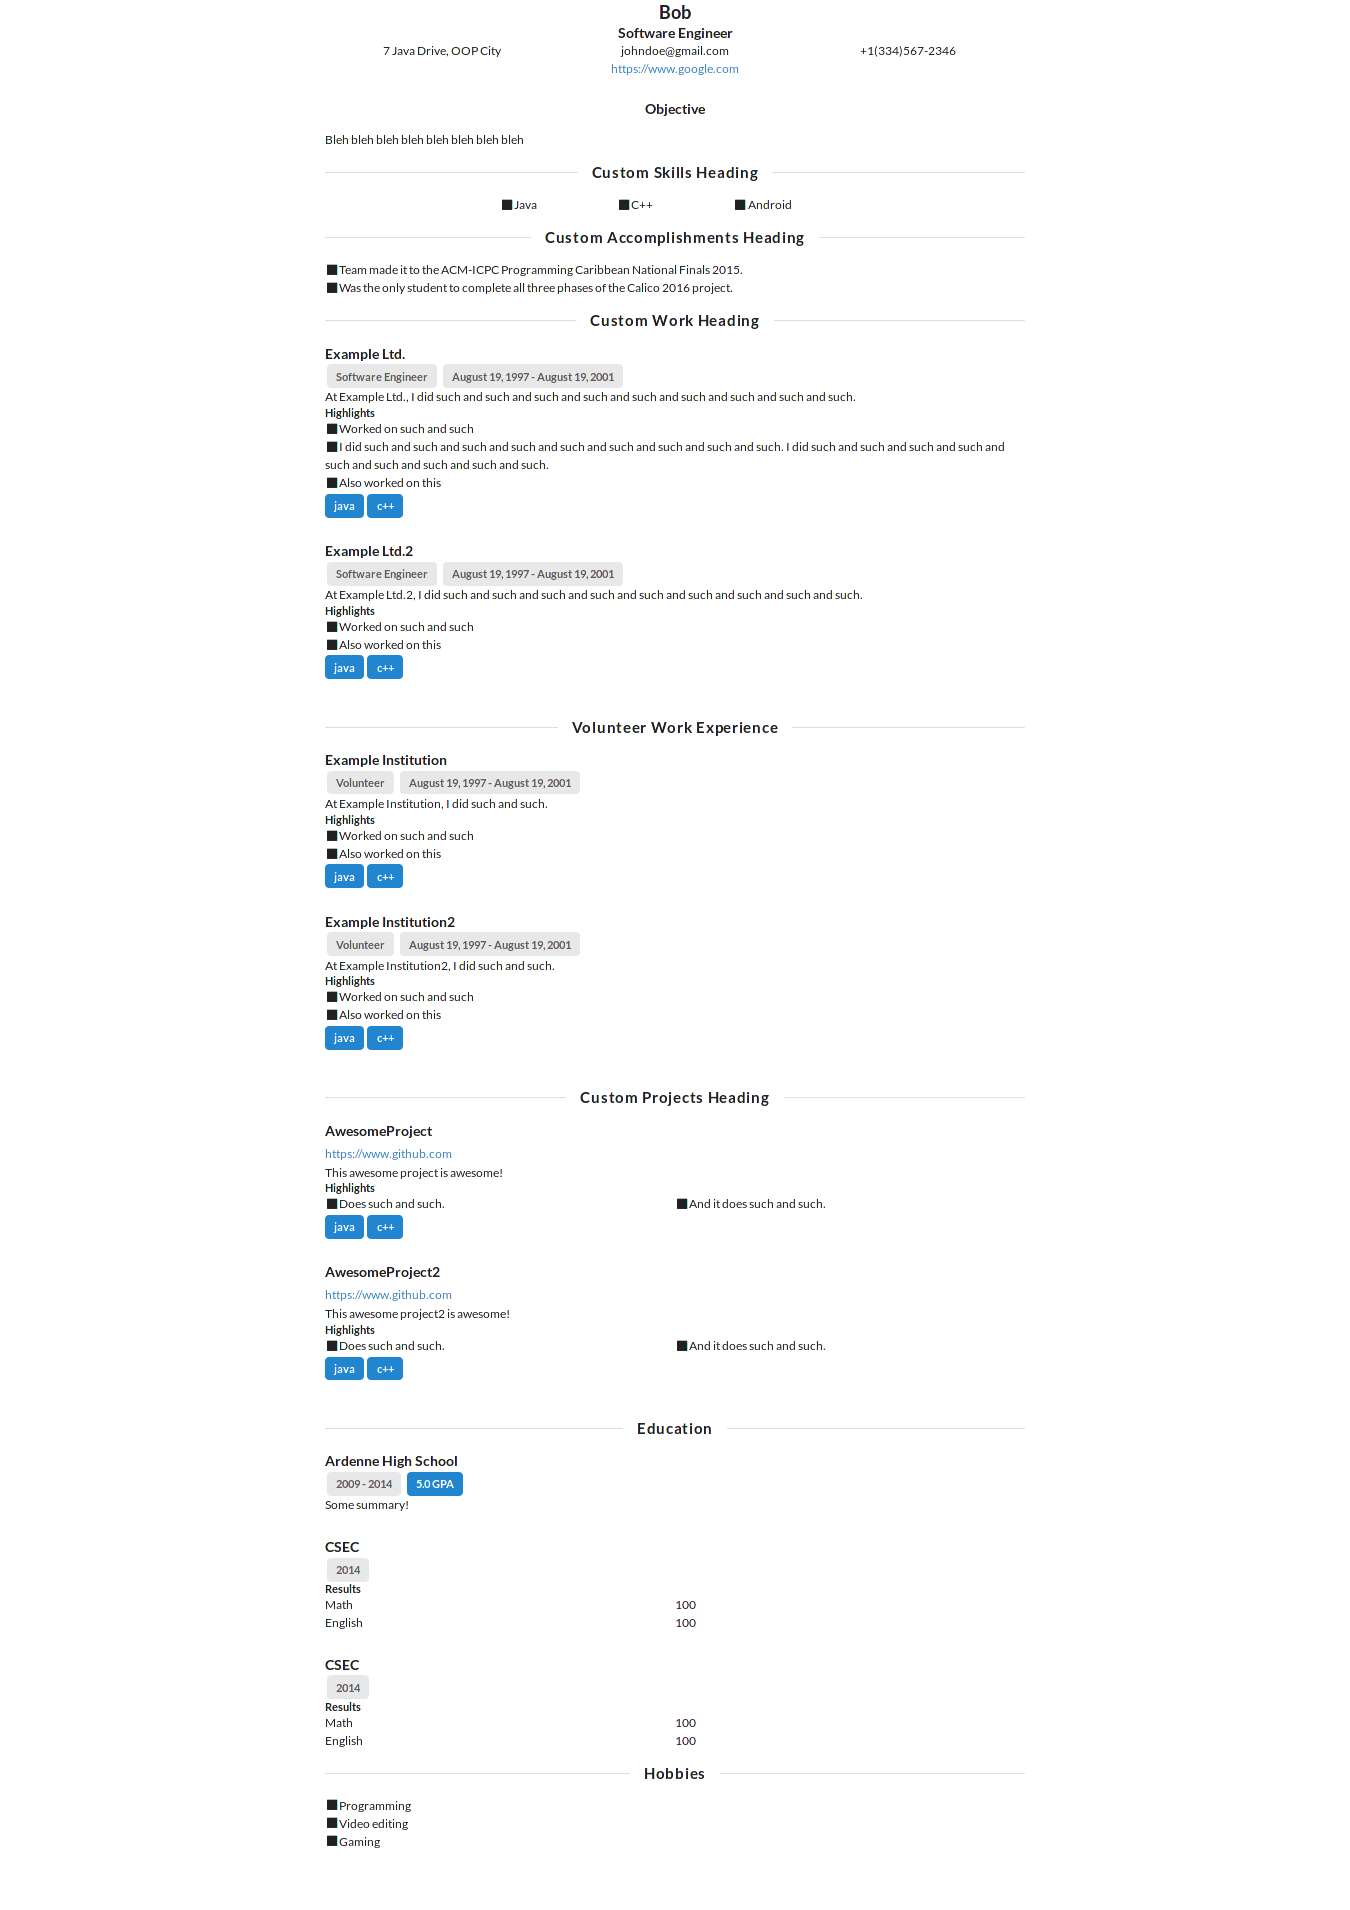 Bob
Software Engineer
7 Java Drive, OOP City johndoe@gmail.com +1(334)567-2346
https://www.google.com
Objective
Bleh bleh bleh bleh bleh bleh bleh bleh
Custom Skills Heading
■Java ■C++ ■Android
Custom Accomplishments Heading
■Team made it to the ACM-ICPC Programming Caribbean National Finals 2015.
■Was the only student to complete all three phases of the Calico 2016 project.
Custom Work Heading
Example Ltd.
Software Engineer August 19, 1997 - August 19, 2001
At Example Ltd., I did such and such and such and such and such and such and such and such and such.
Highlights
■Worked on such and such
■I did such and such and such and such and such and such and such and such and such. I did such and such and such and such and
such and such and such and such and such.
■Also worked on this
java c++
Example Ltd.2
Software Engineer August 19, 1997 - August 19, 2001
At Example Ltd.2, I did such and such and such and such and such and such and such and such and such.
Highlights
■Worked on such and such
■Also worked on this
java c++
Volunteer Work Experience
Example Institution
Volunteer August 19, 1997 - August 19, 2001
At Example Institution, I did such and such.
Highlights
■Worked on such and such
■Also worked on this
java c++
Example Institution2
Volunteer August 19, 1997 - August 19, 2001
At Example Institution2, I did such and such.
Highlights
■Worked on such and such
■Also worked on this
java c++
Custom Projects Heading
AwesomeProject
https://www.github.com
This awesome project is awesome!
Highlights
■Does such and such. ■And it does such and such.
java c++
AwesomeProject2
https://www.github.com
This awesome project2 is awesome!
Highlights
■Does such and such. ■And it does such and such.
java c++
Education
Ardenne High School
2009 - 2014 5.0 GPA
Some summary!
CSEC
2014
Results
Math 100
English 100
CSEC
2014
Results
Math 100
English 100
Hobbies
■Programming
■Video editing
■Gaming